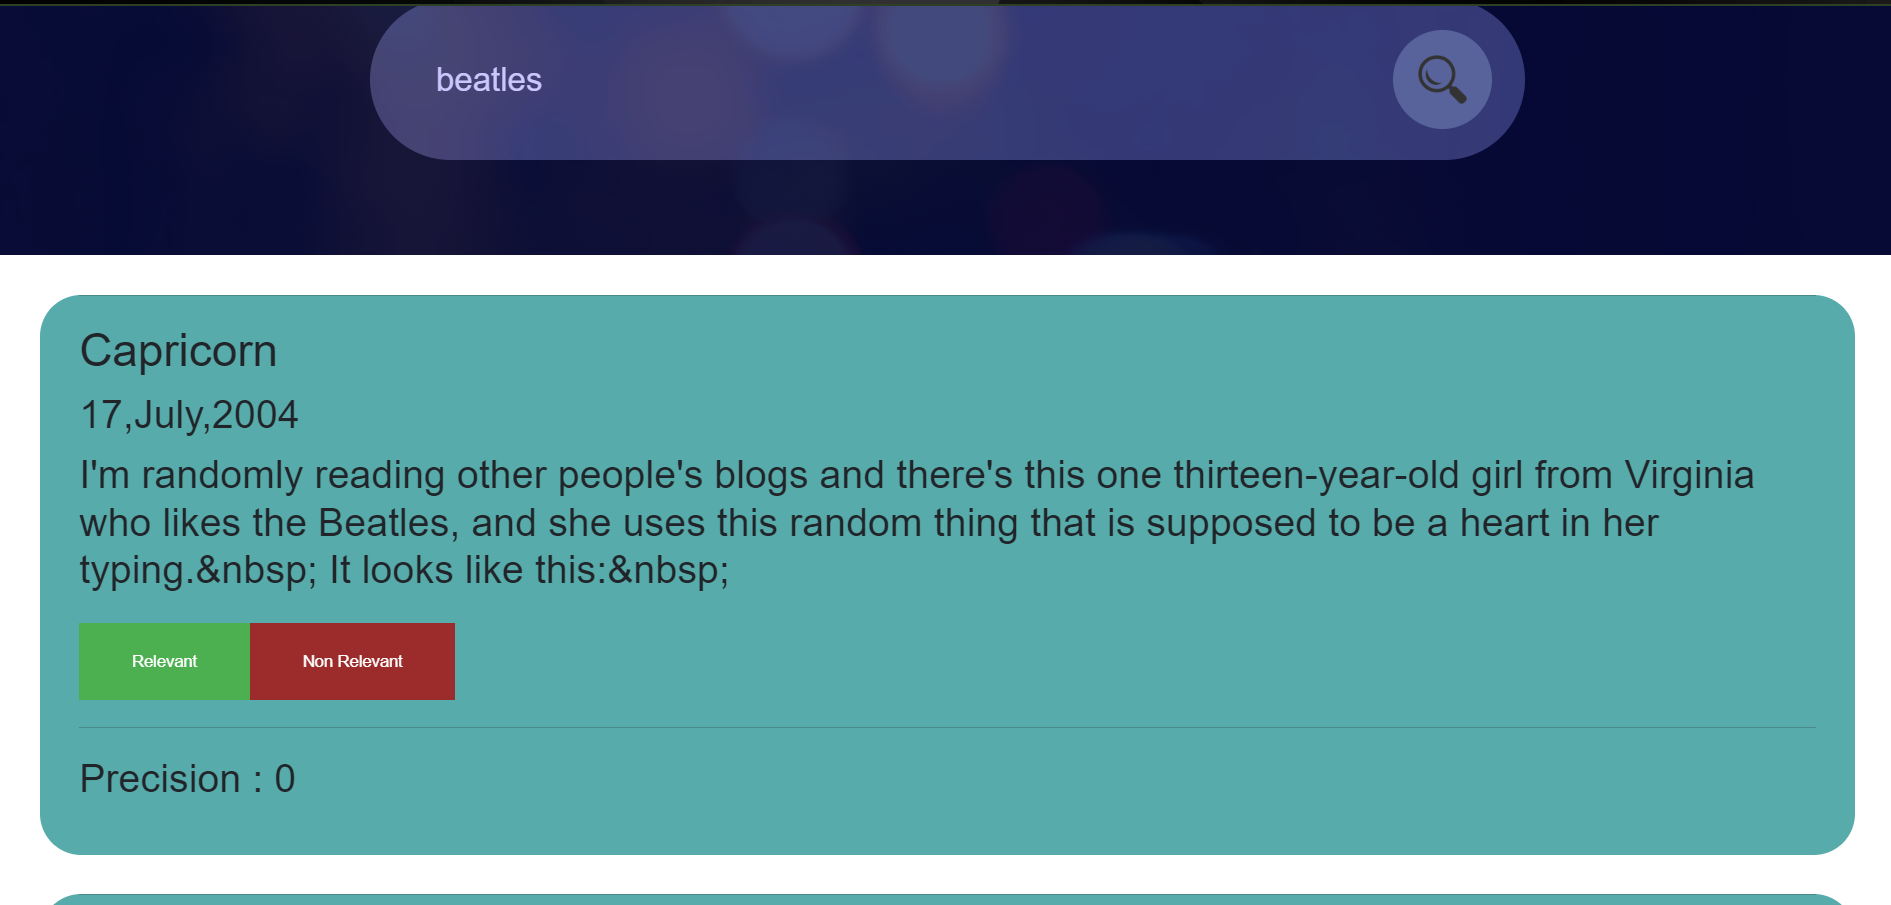 beatles
Capricorn
17,July,2004
I'm randomly reading other people's blogs and there's this one thirteen-year-old girl from Virginia
who likes the Beatles, and she uses this random thing that is supposed to be a heart in her
typing.&nbsp; It looks like this:&nbsp;
Relevant
Non Relevant
Precision : 0